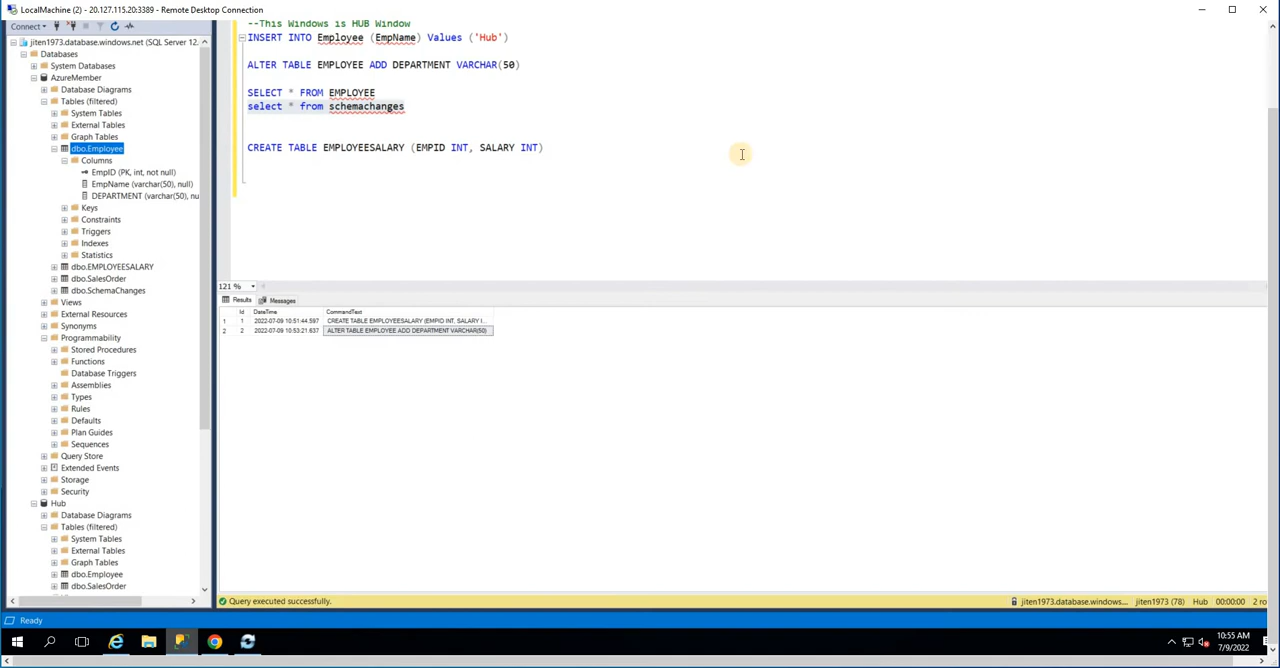 LocalMachine (2) - 20.127.115.20:3389 - Remote Desktop Connection
Connect
jiten1973.database.windows.net (SQL Server 12.
Databases
System Databases
AzureMember
Database Diagrams
Tables (filtered)
System Tables
External Tables
Graph Tables
dbo.Employee
Columns
EmpID (PK, int, not null)
EmpName (varchar(50), null)
DEPARTMENT (varchar(50), nu
Keys
Constraints
Triggers
Indexes
Statistics
dbo.EMPLOYEESALARY
dbo.SalesOrder
dbo.SchemaChanges
Views
External Resources
Synonyms
Programmability
Stored Procedures
Functions
Database Triggers
Assemblies
Types
Rules
Defaults
Plan Guides
Sequences
Query Store
Extended Events
Storage
Security
Hub
Database Diagrams
Tables (filtered)
System Tables
External Tables
Graph Tables
dbo.Employee
dbo.SalesOrder
--This Windows is HUB Window
INSERT INTO Employee (EmpName) Values ('Hub')
ALTER TABLE EMPLOYEE ADD DEPARTMENT VARCHAR(50)
SELECT * FROM EMPLOYEE
select * from schemachanges
CREATE TABLE EMPLOYEESALARY (EMPID INT, SALARY INT)
121 %
Results Messages
Id DateTime CommandText
1 1 2022-07-09 10:51:44.597 CREATE TABLE EMPLOYEESALARY (EMPID INT, SALARY I...
2 2 2022-07-09 10:53:21.637 ALTER TABLE EMPLOYEE ADD DEPARTMENT VARCHAR(50)
Query executed successfully. jiten1973.database.windows... jiten1973 (78) Hub 00:00:00 2 ro
Ready
10:55 AM
7/9/2022